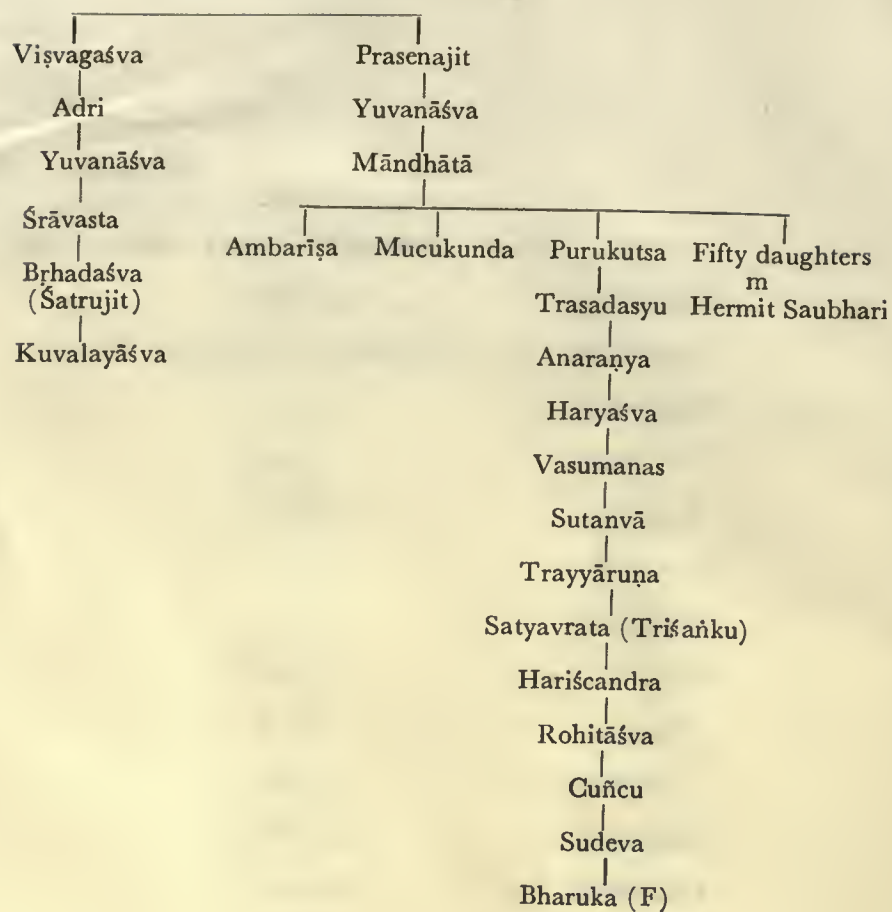 Viṣvagaśva Prasenajit
Adri Yuvanāśva
Yuvanāśva Māndhātā
Śrāvasta
Ambarīṣa Mucukunda Purukutsa Fifty daughters
Bṛhadaśva m
(Śatrujit) Trasadasyu Hermit Saubhari
Kuvalayāśva Anaraṇya
Haryaśva
Vasumanas
Sutanvā
Trayyāruṇa
Satyavrata (Triśaṅku)
Hariścandra
Rohitāśva
Cuñcu
Sudeva
Bharuka (F)